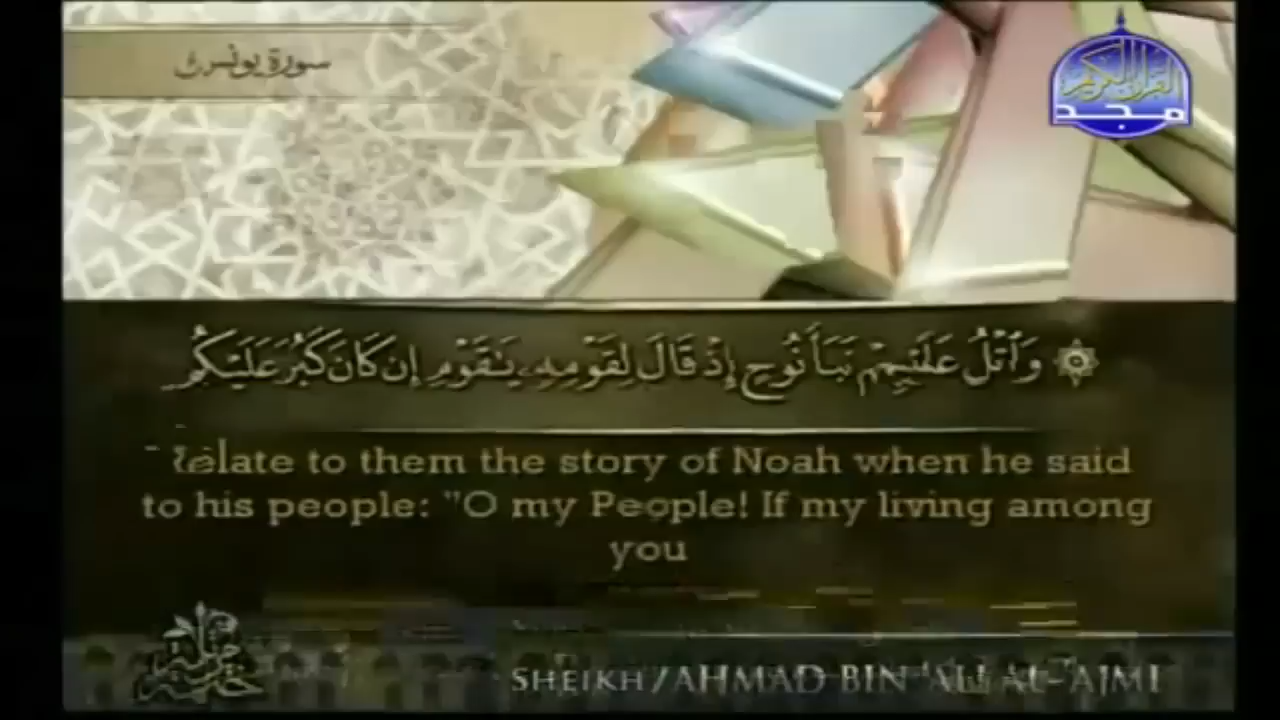 سورة يونس
القرآن الكريم
مجد
۞ وَٱتْلُ عَلَيْهِمْ نَبَأَ نُوحٍ إِذْ قَالَ لِقَوْمِهِۦ يَٰقَوْمِ إِن كَانَ كَبُرَ عَلَيْكُم
Relate to them the story of Noah when he said
to his people: "O my People! If my living among
you
SHEIKH/AHMAD BIN 'ALI AL-'AJMI